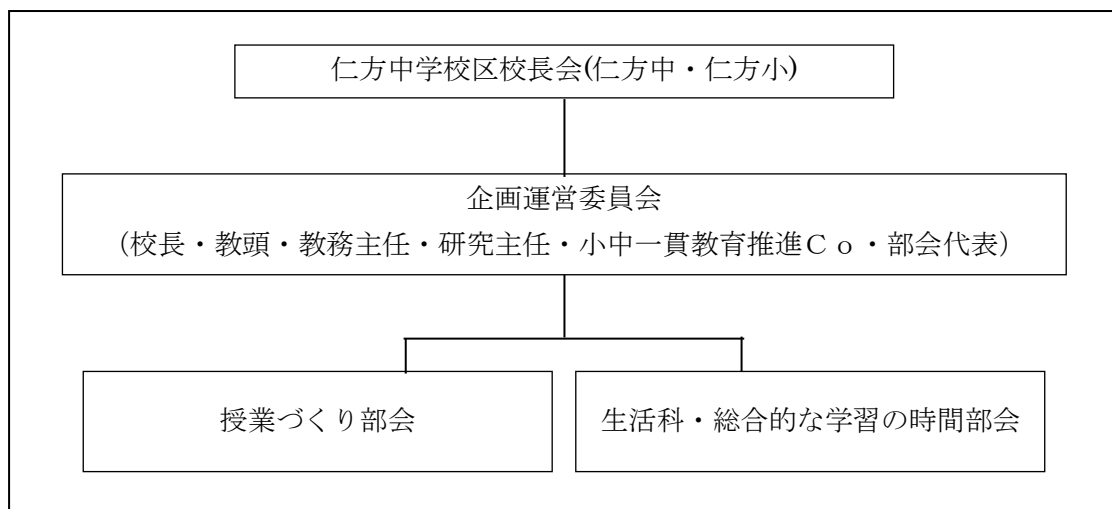 仁方中学校区校長会(仁方中・仁方小)
企画運営委員会
（校長・教頭・教務主任・研究主任・小中一貫教育推進Ｃｏ・部会代表）
授業づくり部会
生活科・総合的な学習の時間部会